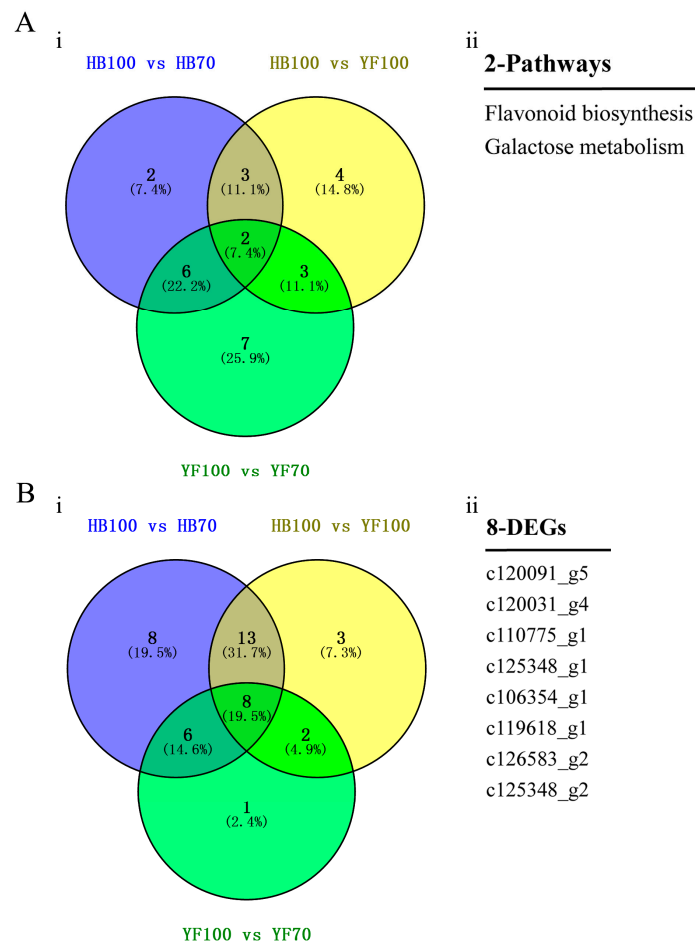 A
i
ii
HB100 vs HB70
HB100 vs YF100
2-Pathways
Flavonoid biosynthesis
Galactose metabolism
2
(7.4%)
3
(11.1%)
4
(14.8%)
2
(7.4%)
6
(22.2%)
3
(11.1%)
7
(25.9%)
YF100 vs YF70
B
i
ii
HB100 vs HB70
HB100 vs YF100
8-DEGs
c120091_g5
c120031_g4
c110775_g1
c125348_g1
c106354_g1
c119618_g1
c126583_g2
c125348_g2
8
(19.5%)
13
(31.7%)
3
(7.3%)
8
(19.5%)
6
(14.6%)
2
(4.9%)
1
(2.4%)
YF100 vs YF70